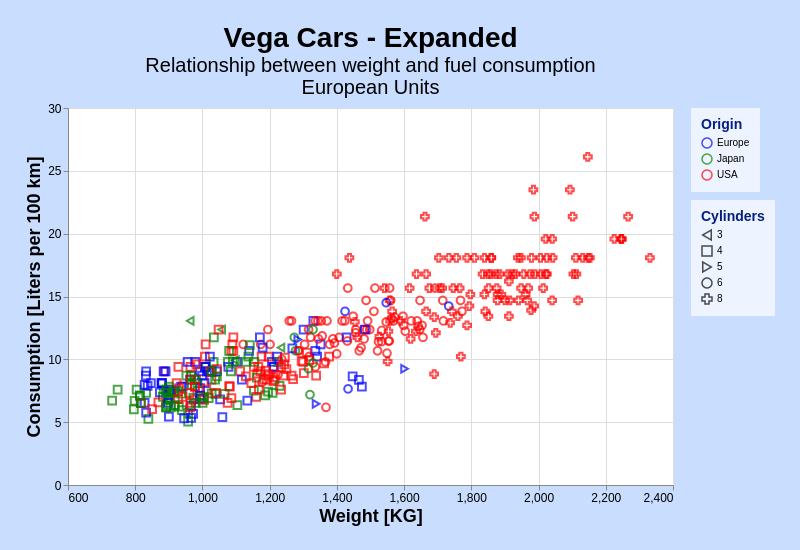 Vega Cars - Expanded
Relationship between weight and fuel consumption
European Units
Consumption [Liters per 100 km]
30
25
20
15
10
5
0
600 800 1,000 1,200 1,400 1,600 1,800 2,000 2,200 2,400
Weight [KG]
Origin
Europe
Japan
USA
Cylinders
3
4
5
6
8